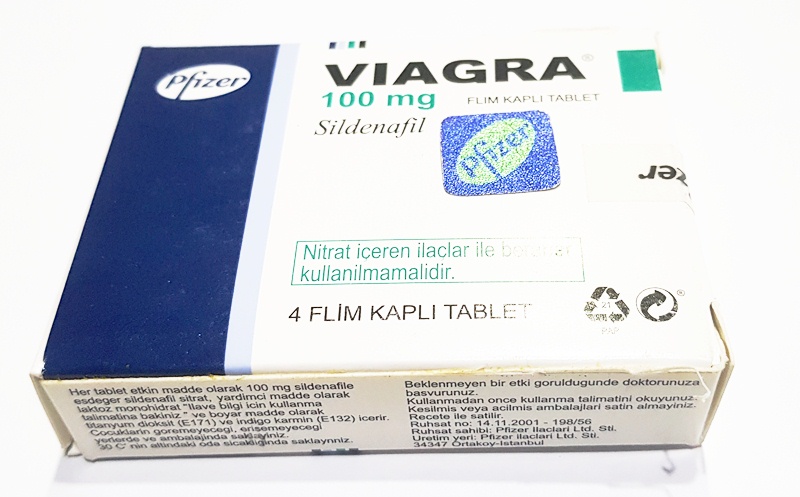 Pfizer
VIAGRA®
100 mg FLIM KAPLI TABLET
Sildenafil
Pfizer
zer
Nitrat içeren ilaclar ile
kullanilmamalidir.
4 FLİM KAPLI TABLET
21
PAP
Her tablet etkin madde olarak 100 mg sildenafile
esdeger sildenafil sitrat, yardimci madde olarak
laktoz monohidrat "Ilave bilgi icin kullanma
talimatina bakiniz" ve boyar madde olarak
titanyum dioksit (E171) ve indigo karmin (E132) icerir.
Cocuklarin goremeyecegi, erisemeyecegi
yerlerde ve ambalajinda saklayiniz.
30 C' nin altindaki oda sicakliginda saklayiniz.
Beklenmeyen bir etki goruldugunde doktorunuza
basvurunuz.
Kullanmadan once kullanma talimatini okuyunuz.
Kesilmis veya acilmis ambalajlari satin almayiniz.
Recete ile satilir.
Ruhsat no: 14.11.2001 - 198/56
Ruhsat sahibi: Pfizer Ilaclari Ltd. Sti.
Uretim yeri: Pfizer Ilaclari Ltd. Sti.
34347 Ortakoy-Istanbul